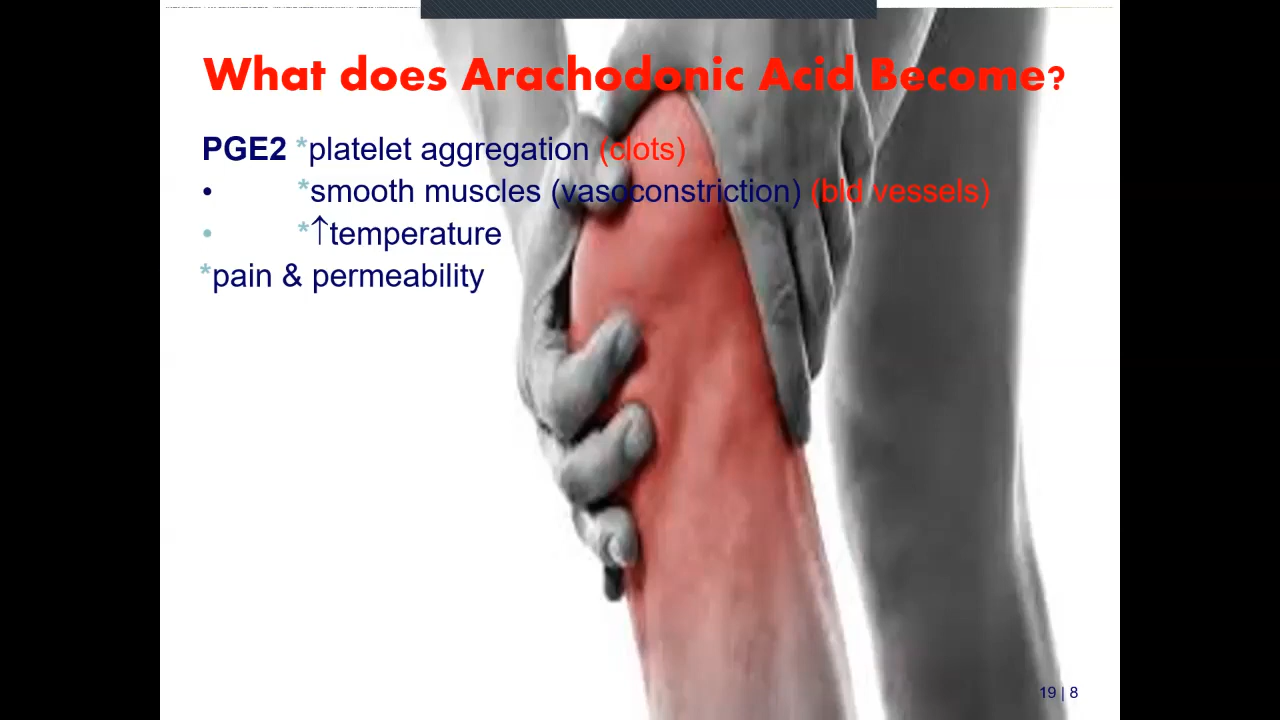 What does Arachodonic Acid Become?
PGE2 *platelet aggregation (clots)
• *smooth muscles (vasoconstriction) (bld vessels)
• *↑temperature
*pain & permeability
19 | 8